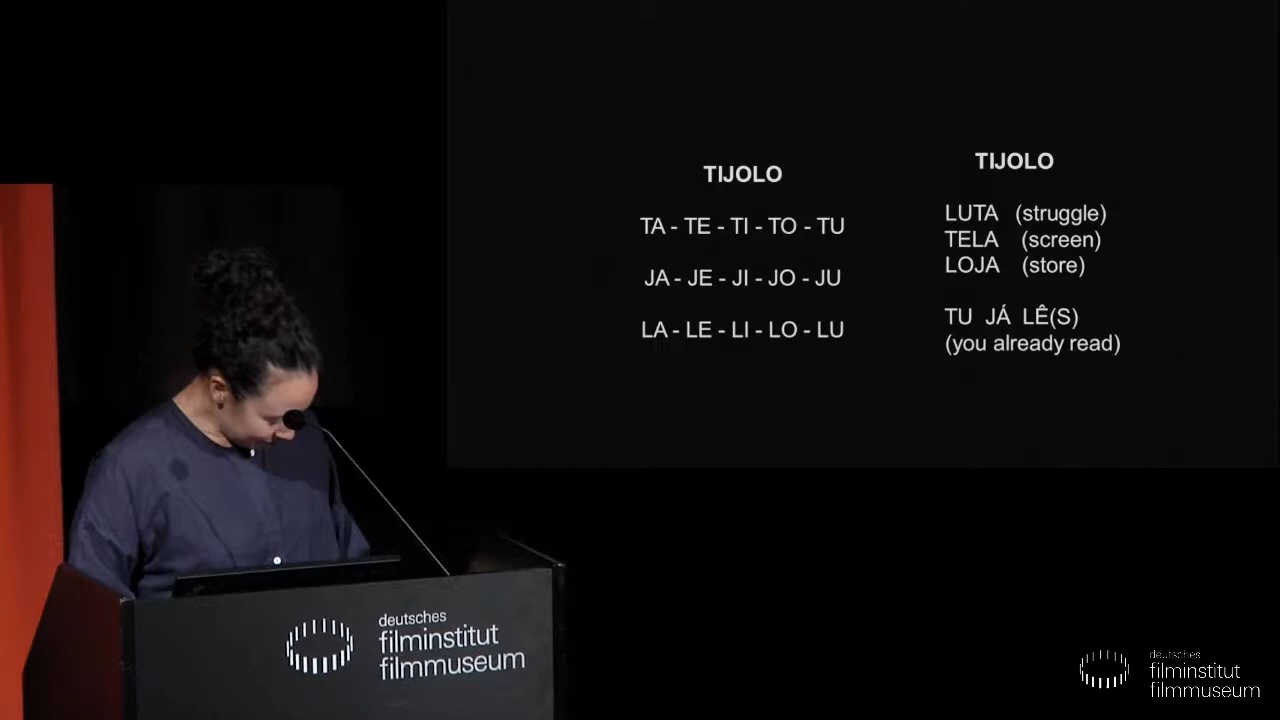 TIJOLO
TA - TE - TI - TO - TU
JA - JE - JI - JO - JU
LA - LE - LI - LO - LU
TIJOLO
LUTA (struggle)
TELA (screen)
LOJA (store)
TU JÁ LÊ(S)
(you already read)
deutsches
filminstitut
filmmuseum
deutsches
filminstitut
filmmuseum